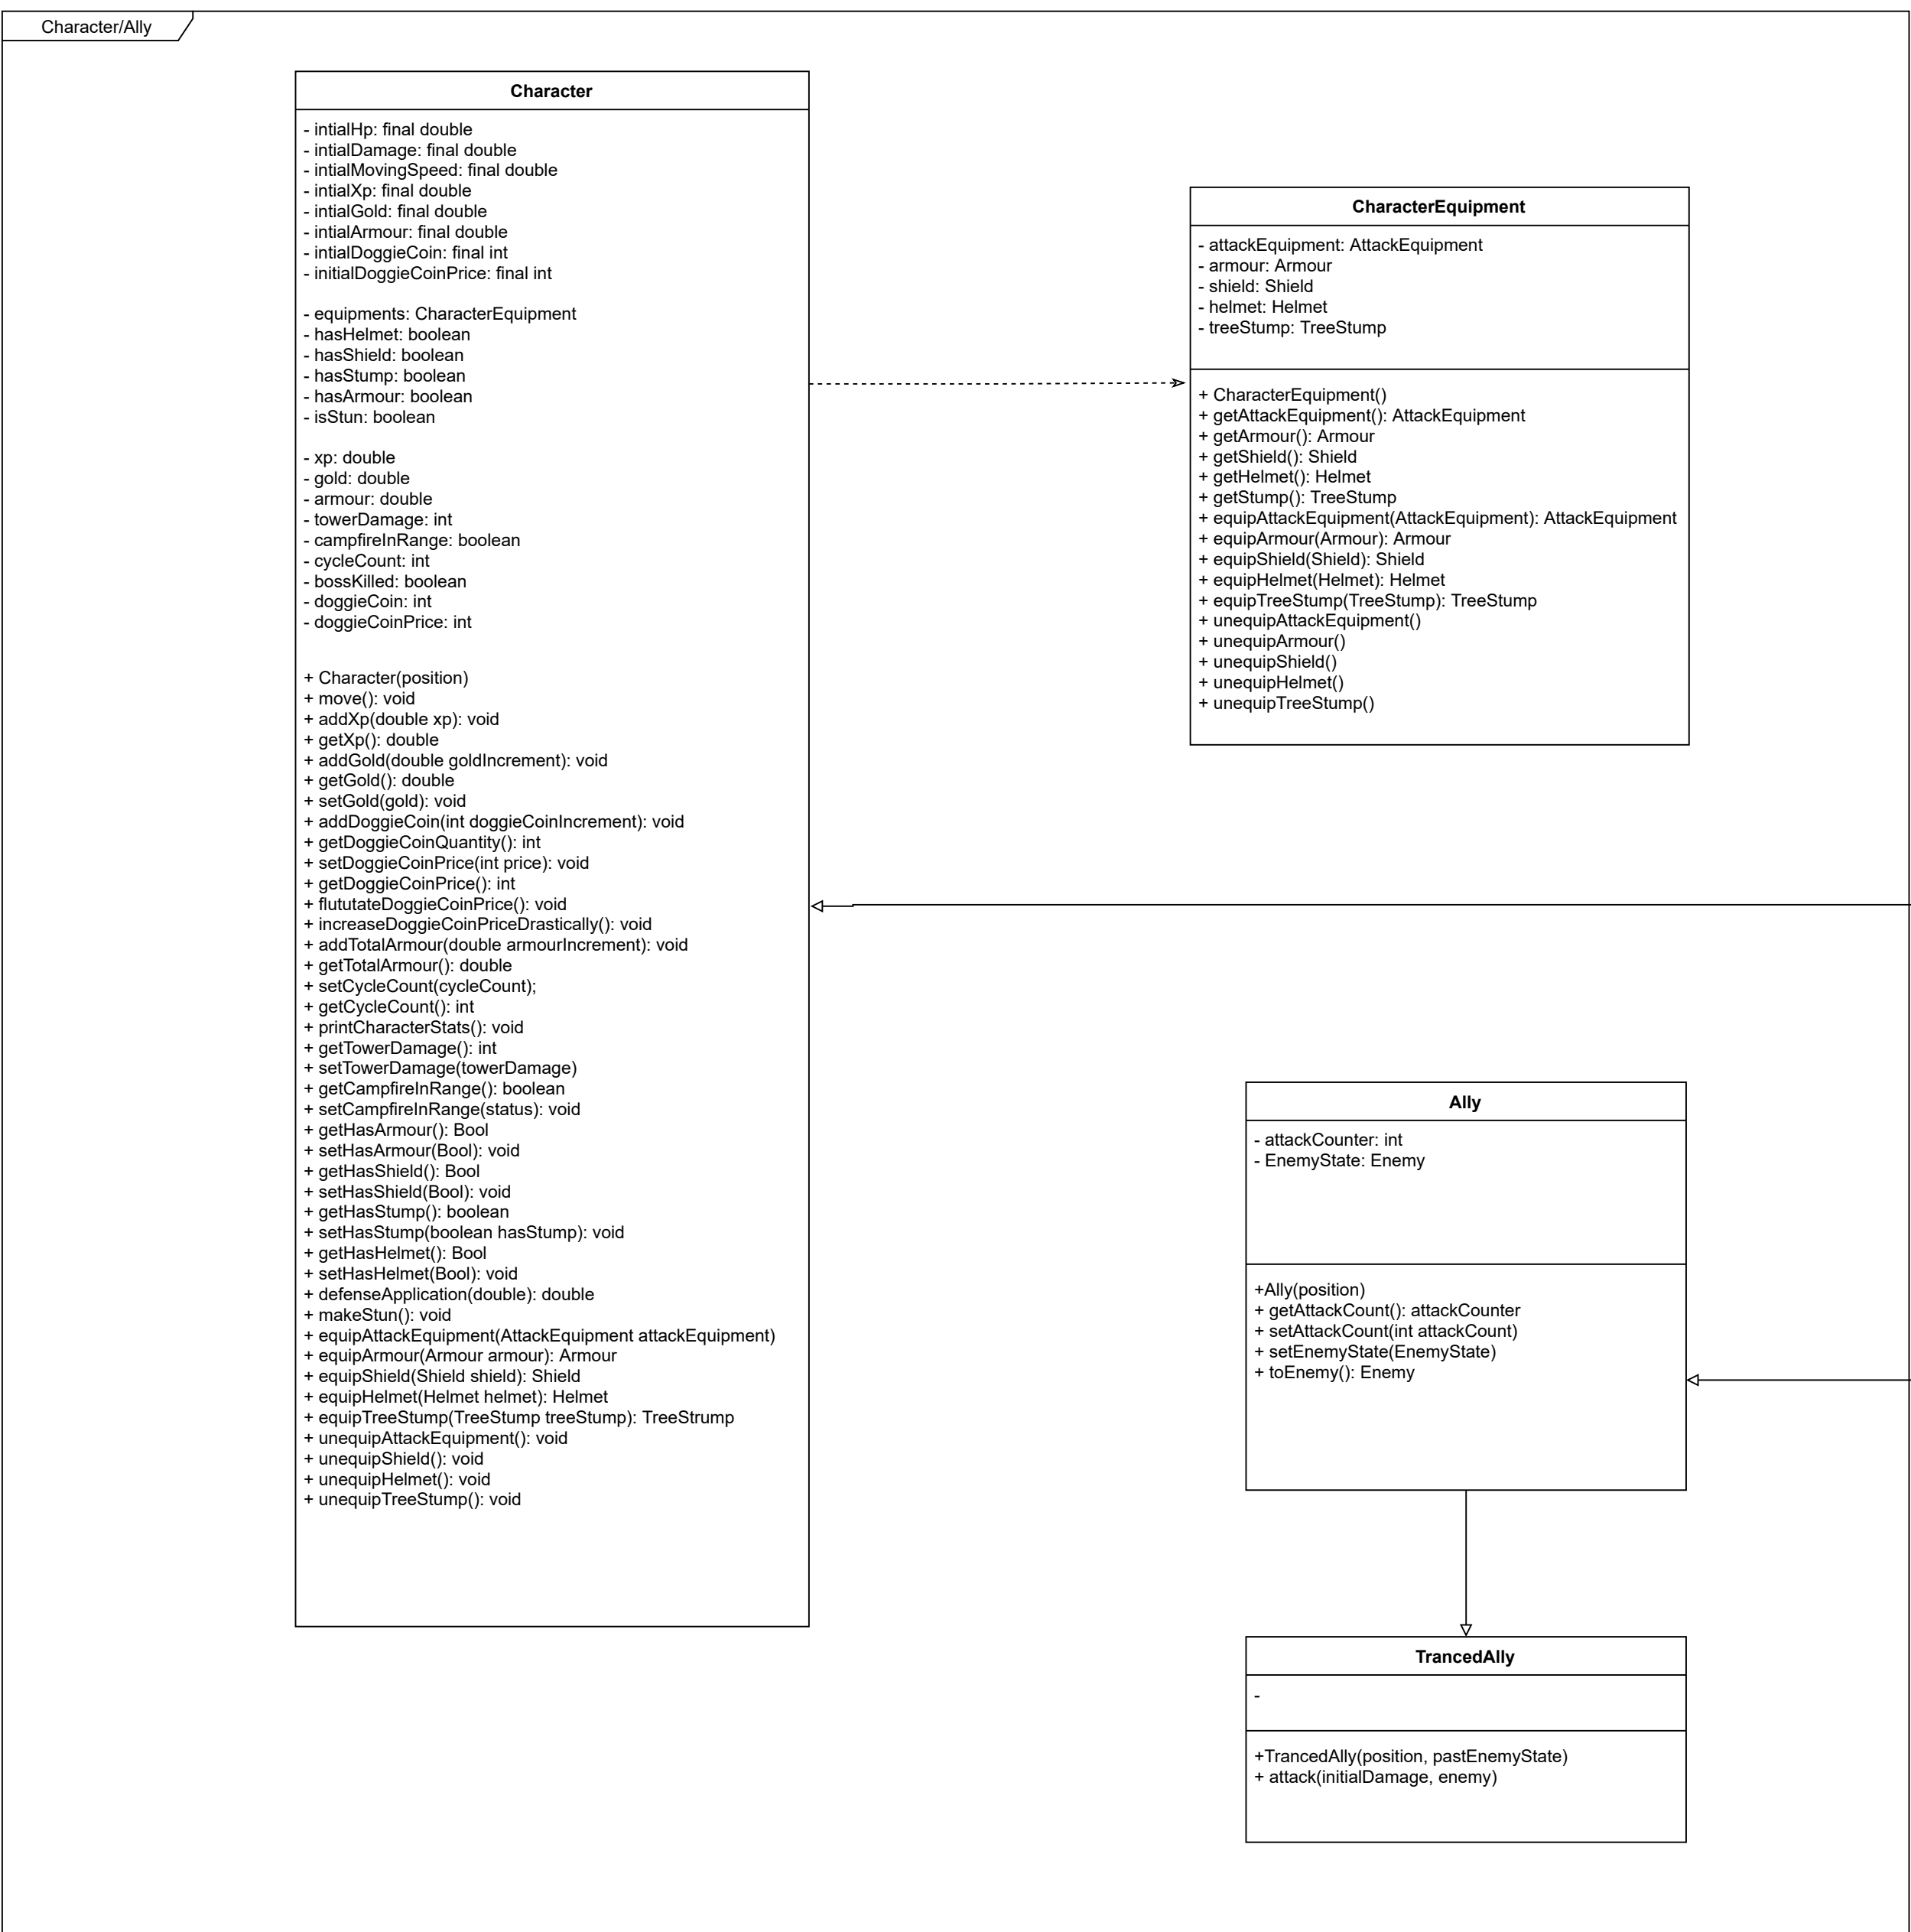 Character/Ally
Character
- intialHp: final double
- intialDamage: final double
- intialMovingSpeed: final double
- intialXp: final double
- intialGold: final double
- intialArmour: final double
- intialDoggieCoin: final int
- initialDoggieCoinPrice: final int
- equipments: CharacterEquipment
- hasHelmet: boolean
- hasShield: boolean
- hasStump: boolean
- hasArmour: boolean
- isStun: boolean
- xp: double
- gold: double
- armour: double
- towerDamage: int
- campfireInRange: boolean
- cycleCount: int
- bossKilled: boolean
- doggieCoin: int
- doggieCoinPrice: int
+ Character(position)
+ move(): void
+ addXp(double xp): void
+ getXp(): double
+ addGold(double goldIncrement): void
+ getGold(): double
+ setGold(gold): void
+ addDoggieCoin(int doggieCoinIncrement): void
+ getDoggieCoinQuantity(): int
+ setDoggieCoinPrice(int price): void
+ getDoggieCoinPrice(): int
+ flututateDoggieCoinPrice(): void
+ increaseDoggieCoinPriceDrastically(): void
+ addTotalArmour(double armourIncrement): void
+ getTotalArmour(): double
+ setCycleCount(cycleCount);
+ getCycleCount(): int
+ printCharacterStats(): void
+ getTowerDamage(): int
+ setTowerDamage(towerDamage)
+ getCampfireInRange(): boolean
+ setCampfireInRange(status): void
+ getHasArmour(): Bool
+ setHasArmour(Bool): void
+ getHasShield(): Bool
+ setHasShield(Bool): void
+ getHasStump(): boolean
+ setHasStump(boolean hasStump): void
+ getHasHelmet(): Bool
+ setHasHelmet(Bool): void
+ defenseApplication(double): double
+ makeStun(): void
+ equipAttackEquipment(AttackEquipment attackEquipment)
+ equipArmour(Armour armour): Armour
+ equipShield(Shield shield): Shield
+ equipHelmet(Helmet helmet): Helmet
+ equipTreeStump(TreeStump treeStump): TreeStrump
+ unequipAttackEquipment(): void
+ unequipShield(): void
+ unequipHelmet(): void
+ unequipTreeStump(): void
CharacterEquipment
- attackEquipment: AttackEquipment
- armour: Armour
- shield: Shield
- helmet: Helmet
- treeStump: TreeStump
+ CharacterEquipment()
+ getAttackEquipment(): AttackEquipment
+ getArmour(): Armour
+ getShield(): Shield
+ getHelmet(): Helmet
+ getStump(): TreeStump
+ equipAttackEquipment(AttackEquipment): AttackEquipment
+ equipArmour(Armour): Armour
+ equipShield(Shield): Shield
+ equipHelmet(Helmet): Helmet
+ equipTreeStump(TreeStump): TreeStump
+ unequipAttackEquipment()
+ unequipArmour()
+ unequipShield()
+ unequipHelmet()
+ unequipTreeStump()
Ally
- attackCounter: int
- EnemyState: Enemy
+Ally(position)
+ getAttackCount(): attackCounter
+ setAttackCount(int attackCount)
+ setEnemyState(EnemyState)
+ toEnemy(): Enemy
TrancedAlly
-
+TrancedAlly(position, pastEnemyState)
+ attack(initialDamage, enemy)